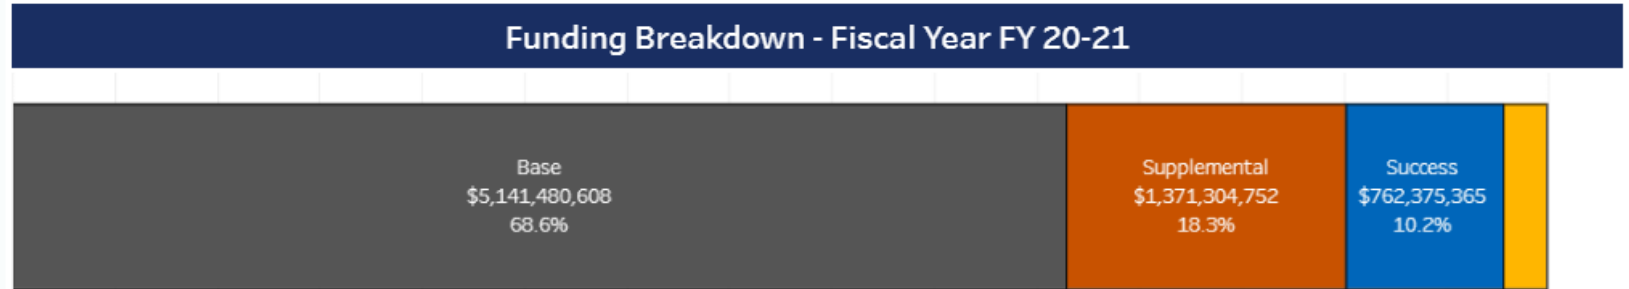 Funding Breakdown - Fiscal Year FY 20-21
Base
$5,141,480,608
68.6%
Supplemental
$1,371,304,752
18.3%
Success
$762,375,365
10.2%